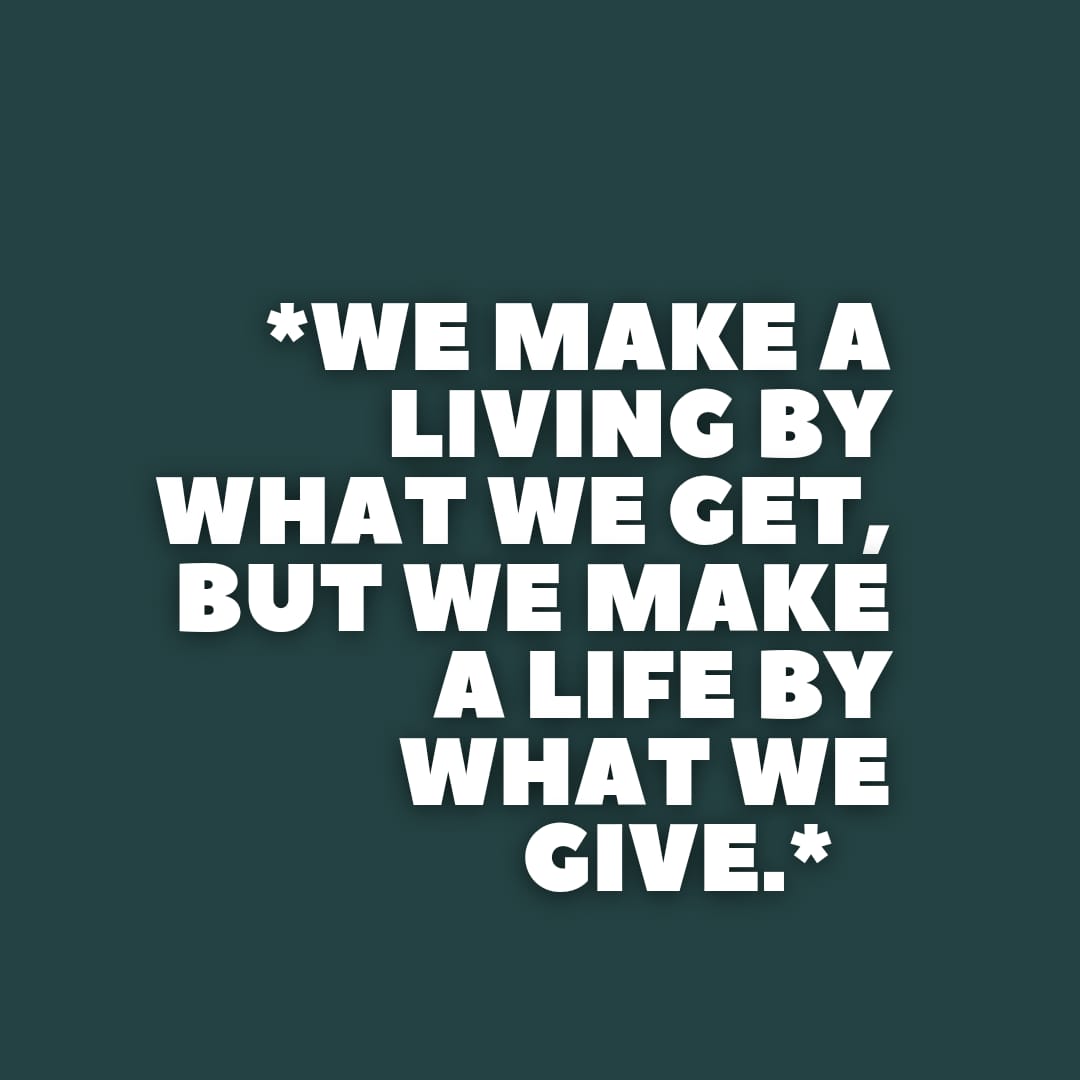 *WE MAKE A
LIVING BY
WHAT WE GET,
BUT WE MAKE
A LIFE BY
WHAT WE
GIVE.*